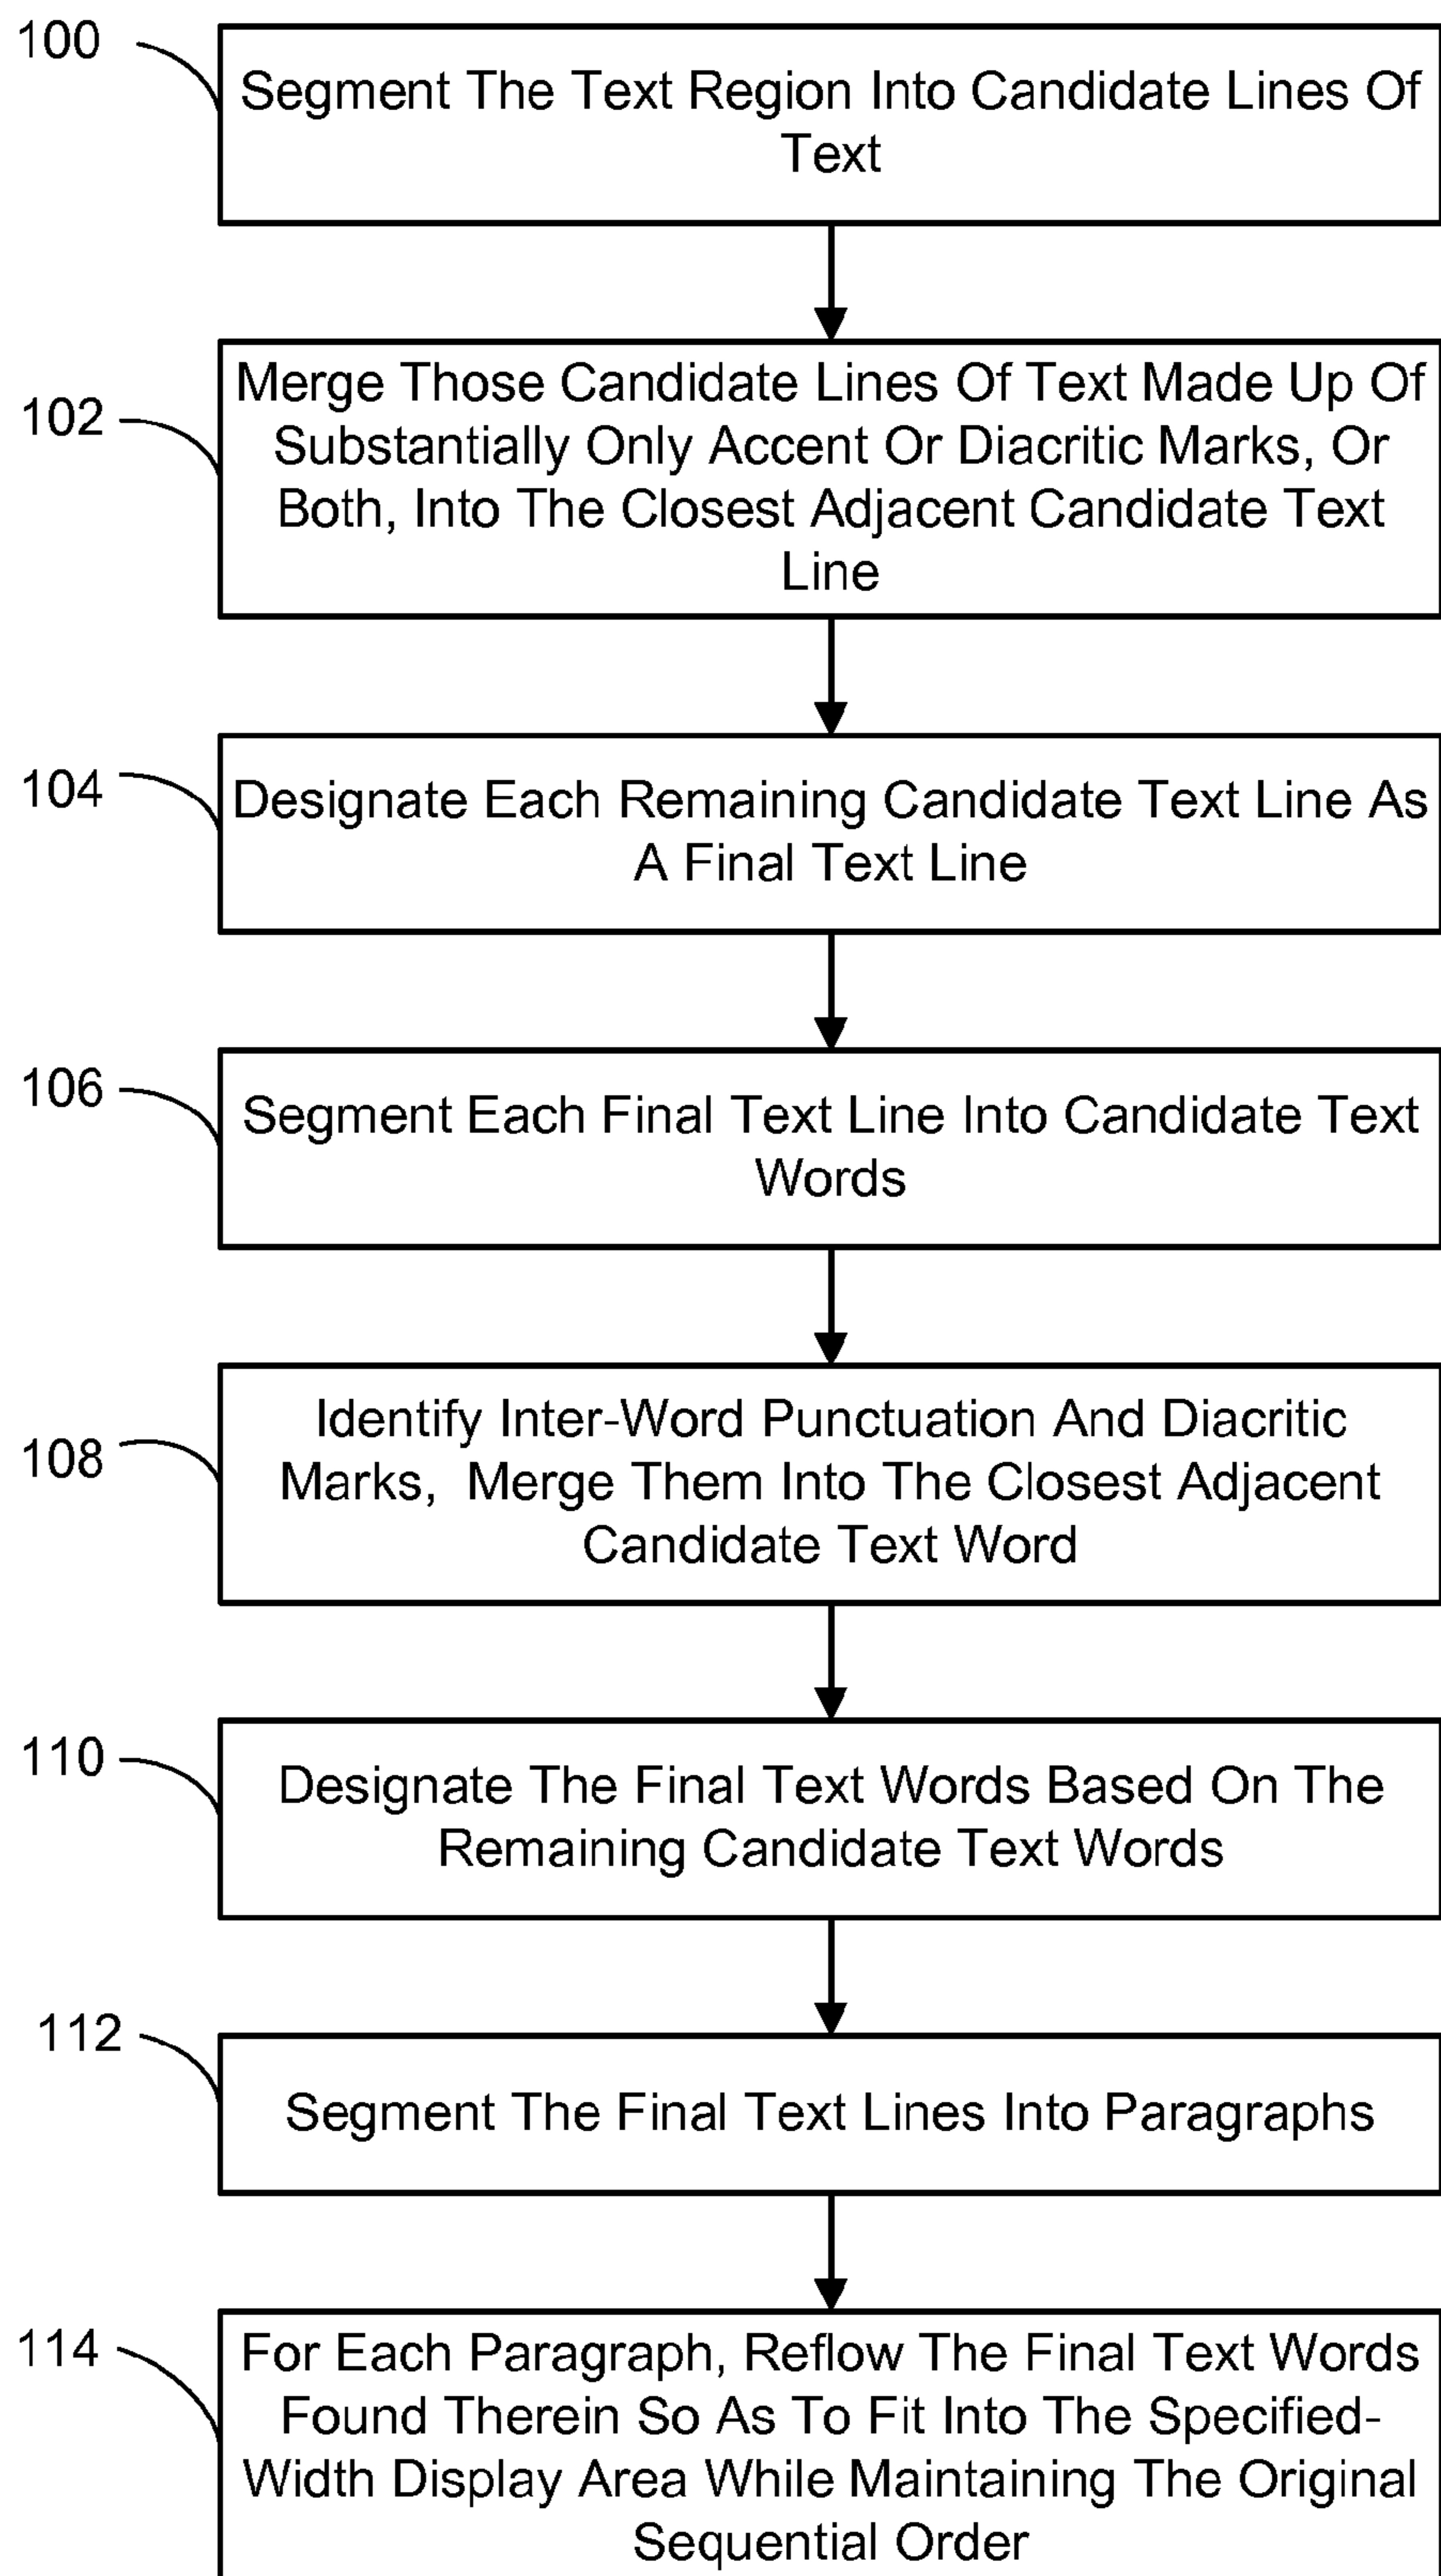 100
Segment The Text Region Into Candidate Lines Of
Text
102
Merge Those Candidate Lines Of Text Made Up Of
Substantially Only Accent Or Diacritic Marks, Or
Both, Into The Closest Adjacent Candidate Text
Line
104
Designate Each Remaining Candidate Text Line As
A Final Text Line
106
Segment Each Final Text Line Into Candidate Text
Words
108
Identify Inter-Word Punctuation And Diacritic
Marks, Merge Them Into The Closest Adjacent
Candidate Text Word
110
Designate The Final Text Words Based On The
Remaining Candidate Text Words
112
Segment The Final Text Lines Into Paragraphs
114
For Each Paragraph, Reflow The Final Text Words
Found Therein So As To Fit Into The Specified-
Width Display Area While Maintaining The Original
Sequential Order